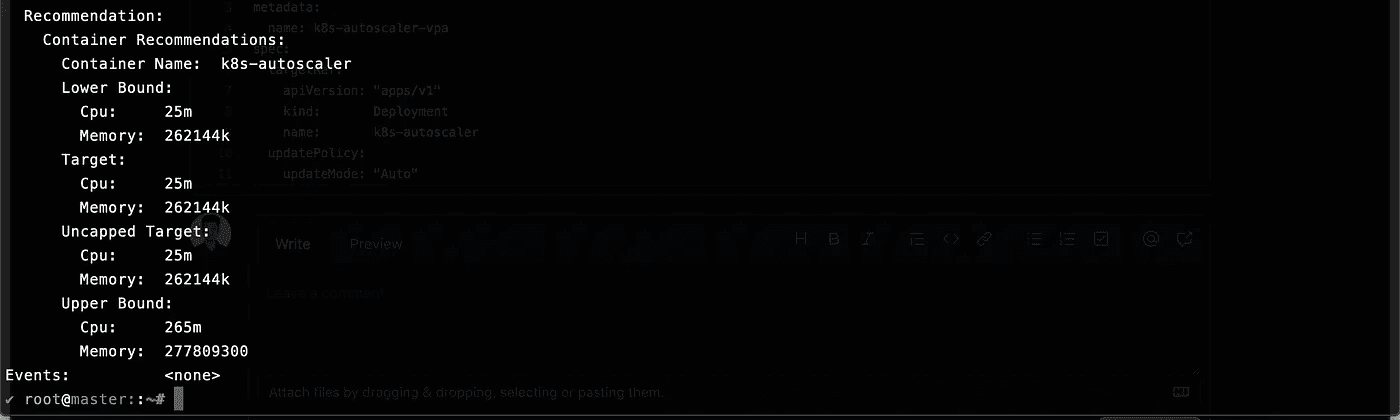 Recommendation:
Container Recommendations:
Container Name: k8s-autoscaler
Lower Bound:
Cpu: 25m
Memory: 262144k
Target:
Cpu: 25m
Memory: 262144k
Uncapped Target:
Cpu: 25m
Memory: 262144k
Upper Bound:
Cpu: 265m
Memory: 277809300
Events: <none>
✔ root@master::~#
metadata:
name: k8s-autoscaler-vpa
spec:
targetRef:
7 apiVersion: "apps/v1"
kind: Deployment
name: k8s-autoscaler
10 updatePolicy:
11 updateMode: "Auto"
Write Preview
Leave a comment
Attach files by dragging & dropping, selecting or pasting them.